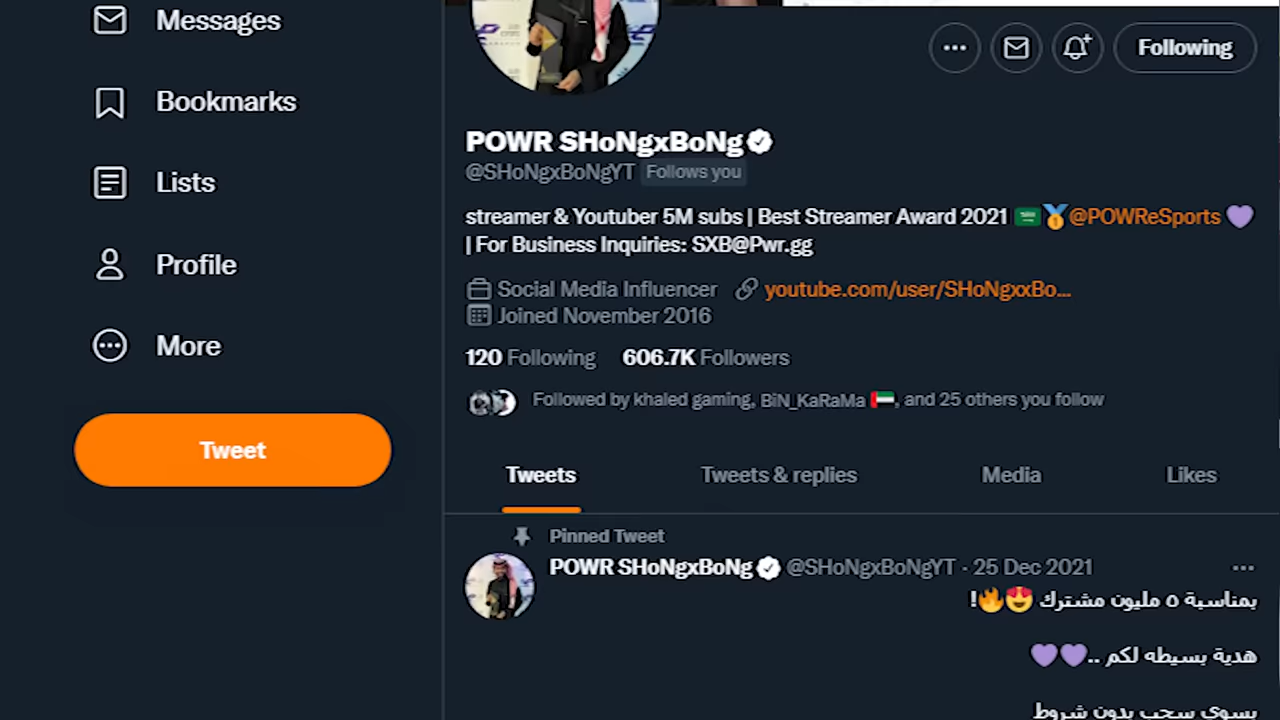 Messages
Bookmarks
Lists
Profile
More
Tweet
Following
POWR SHoNgxBoNg
@SHoNgxBoNgYT Follows you
streamer & Youtuber 5M subs | Best Streamer Award 2021 🇸🇦🥇@POWReSports 💜
| For Business Inquiries: SXB@Pwr.gg
Social Media Influencer youtube.com/user/SHoNgxxBo...
Joined November 2016
120 Following 606.7K Followers
Followed by khaled gaming, BiN_KaRaMa 🇦🇪, and 25 others you follow
Tweets Tweets & replies Media Likes
Pinned Tweet
POWR SHoNgxBoNg @SHoNgxBoNgYT · 25 Dec 2021
بمناسبة ٥ مليون مشترك 😍🔥!
هدية بسيطه لكم ..💜💜
بسوي سحب بدون شروط